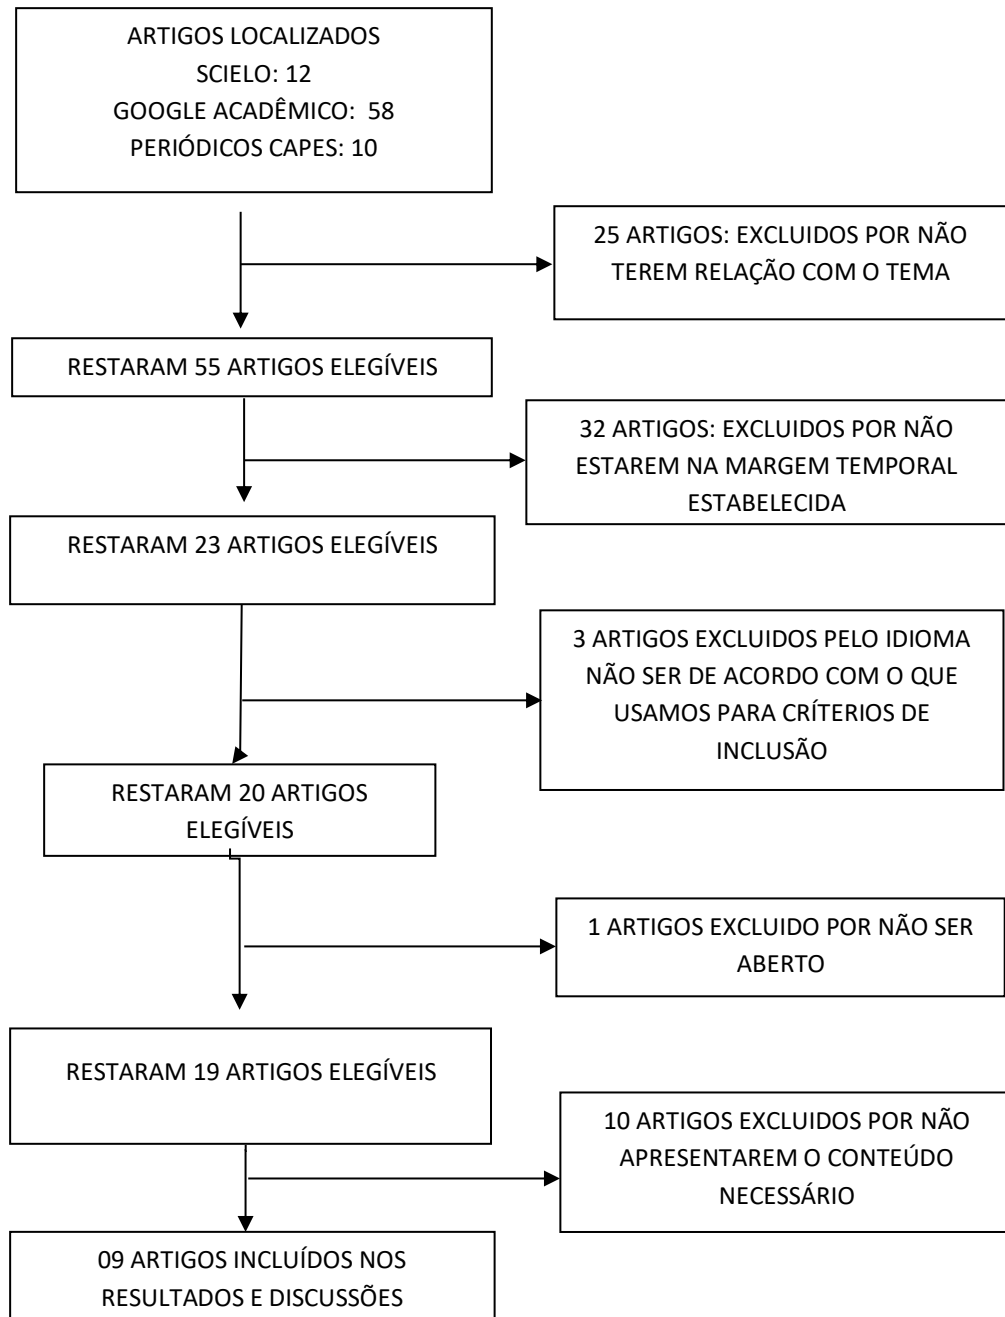 ARTIGOS LOCALIZADOS
SCIELO: 12
GOOGLE ACADÊMICO:  58
PERIÓDICOS CAPES: 10
25 ARTIGOS: EXCLUIDOS POR NÃO
TEREM RELAÇÃO COM O TEMA
RESTARAM 55 ARTIGOS ELEGÍVEIS
32 ARTIGOS: EXCLUIDOS POR NÃO
ESTAREM NA MARGEM TEMPORAL
ESTABELECIDA
RESTARAM 23 ARTIGOS ELEGÍVEIS
3 ARTIGOS EXCLUIDOS PELO IDIOMA
NÃO SER DE ACORDO COM O QUE
USAMOS PARA CRÍTERIOS DE
INCLUSÃO
RESTARAM 20 ARTIGOS
ELEGÍVEIS
1 ARTIGOS EXCLUIDO POR NÃO SER
ABERTO
RESTARAM 19 ARTIGOS ELEGÍVEIS
10 ARTIGOS EXCLUIDOS POR NÃO
APRESENTAREM O CONTEÚDO
NECESSÁRIO
09 ARTIGOS INCLUÍDOS NOS
RESULTADOS E DISCUSSÕES